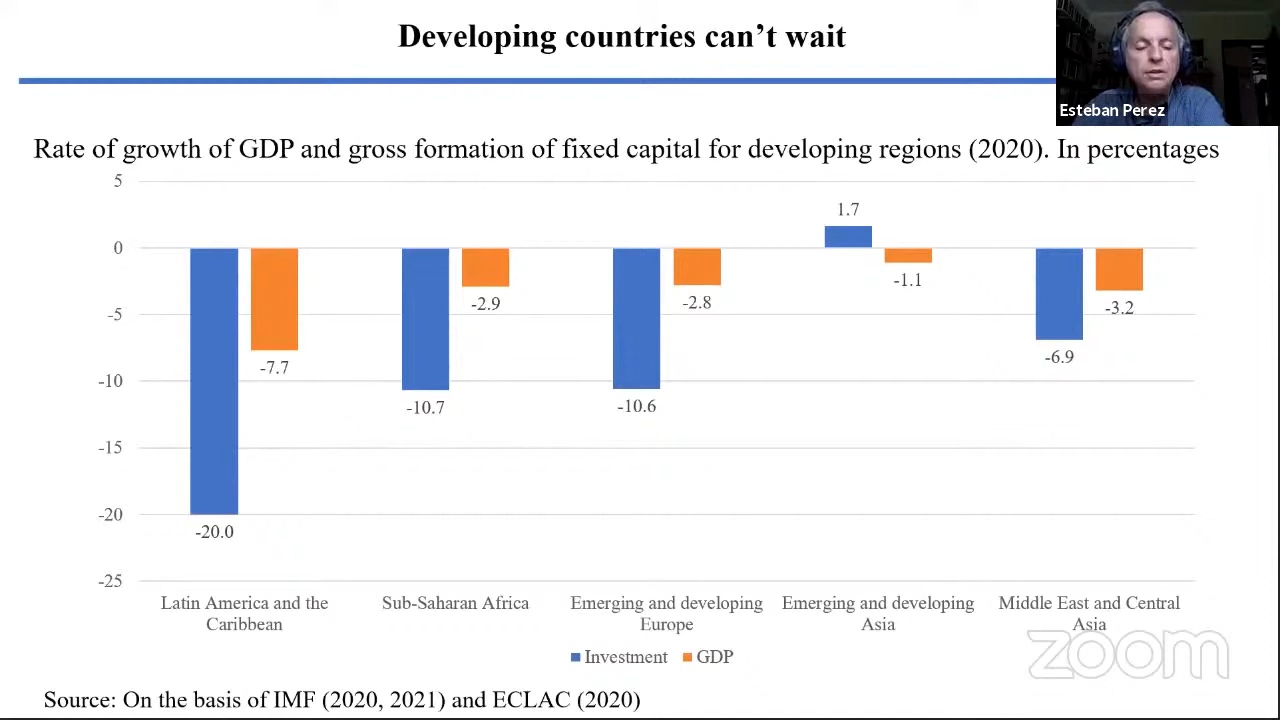 Developing countries can’t wait
Esteban Perez
Rate of growth of GDP and gross formation of fixed capital for developing regions (2020). In percentages
5
1.7
0
-1.1
-2.9
-2.8
-3.2
-5
-6.9
-7.7
-10
-10.7
-10.6
-15
-20
-20.0
-25
Latin America and the
Caribbean
Sub-Saharan Africa
Emerging and developing
Europe
Emerging and developing
Asia
Middle East and Central
Asia
zoom
Investment
GDP
Source: On the basis of IMF (2020, 2021) and ECLAC (2020)